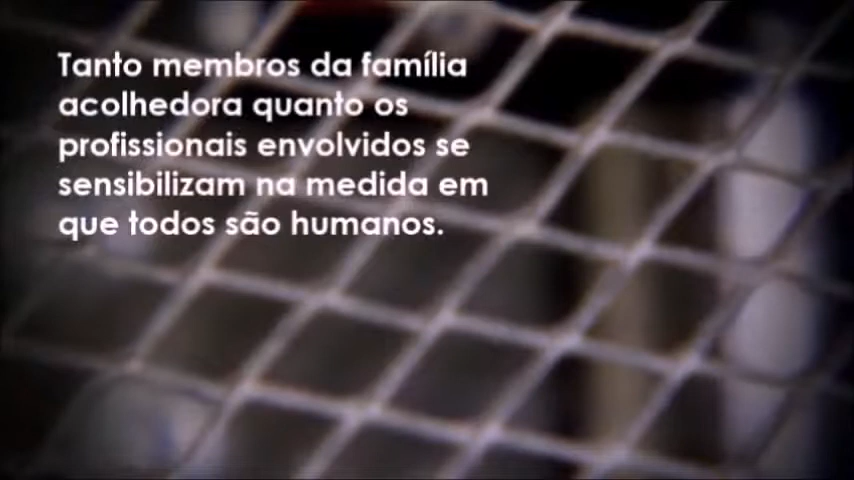 Tanto membros da família
acolhedora quanto os
profissionais envolvidos se
sensibilizam na medida em
que todos são humanos.